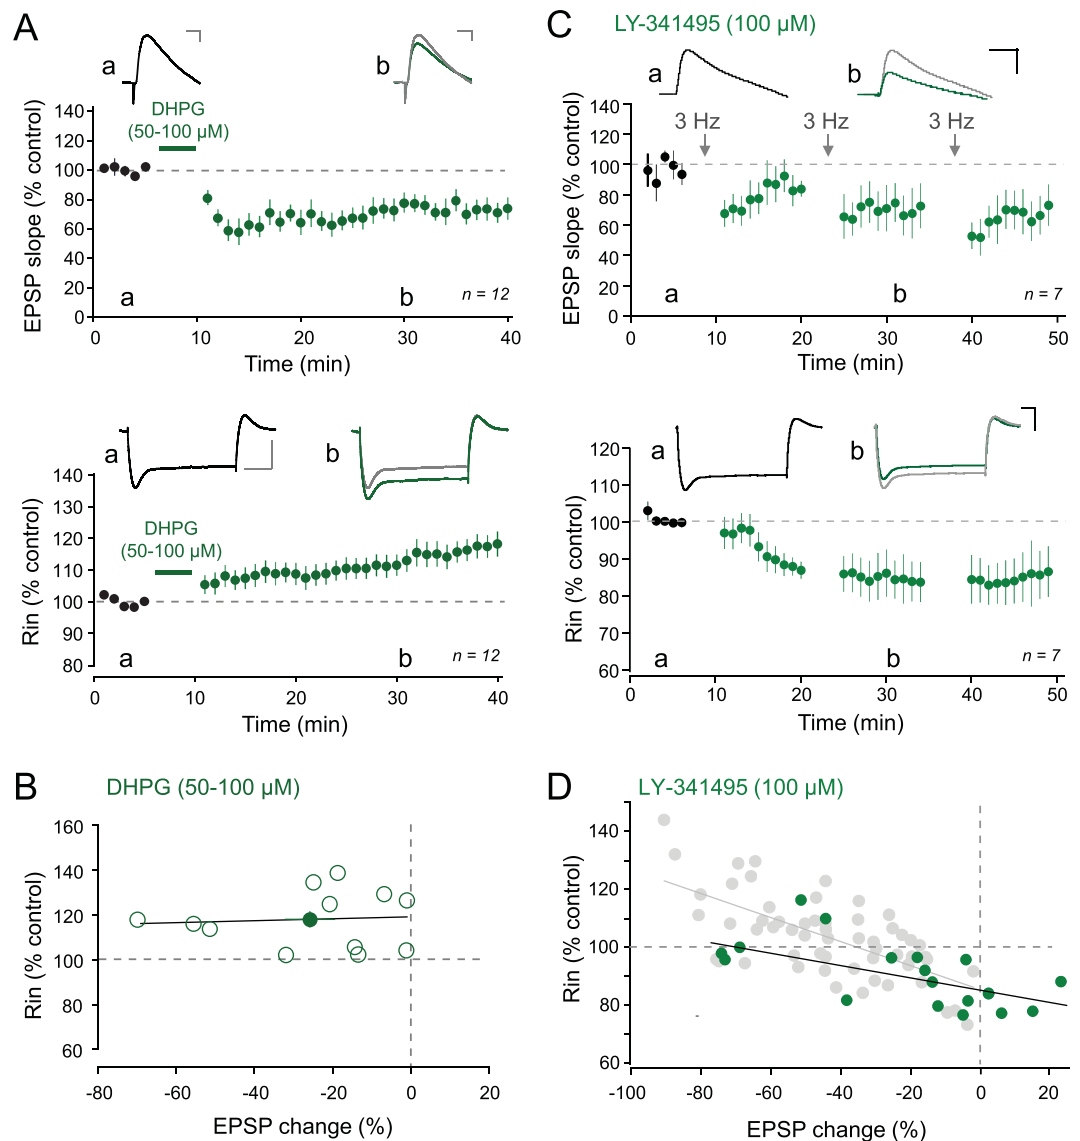 A
a
b
DHPG
(50-100 µM)
EPSP slope (% control)
140
120
100
80
60
40
20
0
a
b
n = 12
0
10
20
30
40
Time (min)
a
b
DHPG
(50-100 µM)
Rin (% control)
140
130
120
110
100
90
80
a
b
n = 12
0
10
20
30
40
Time (min)
C
LY-341495 (100 µM)
a
b
3 Hz
3 Hz
3 Hz
EPSP slope (% control)
140
120
100
80
60
40
20
0
a
b
n = 7
0
10
20
30
40
50
Time (min)
a
b
Rin (% control)
120
110
100
90
80
70
60
a
b
n = 7
0
10
20
30
40
50
Time (min)
B
DHPG (50-100 µM)
Rin (% control)
160
140
120
100
80
60
-80
-60
-40
-20
0
20
EPSP change (%)
D
LY-341495 (100 µM)
Rin (% control)
140
120
100
80
60
-100
-80
-60
-40
-20
0
20
EPSP change (%)